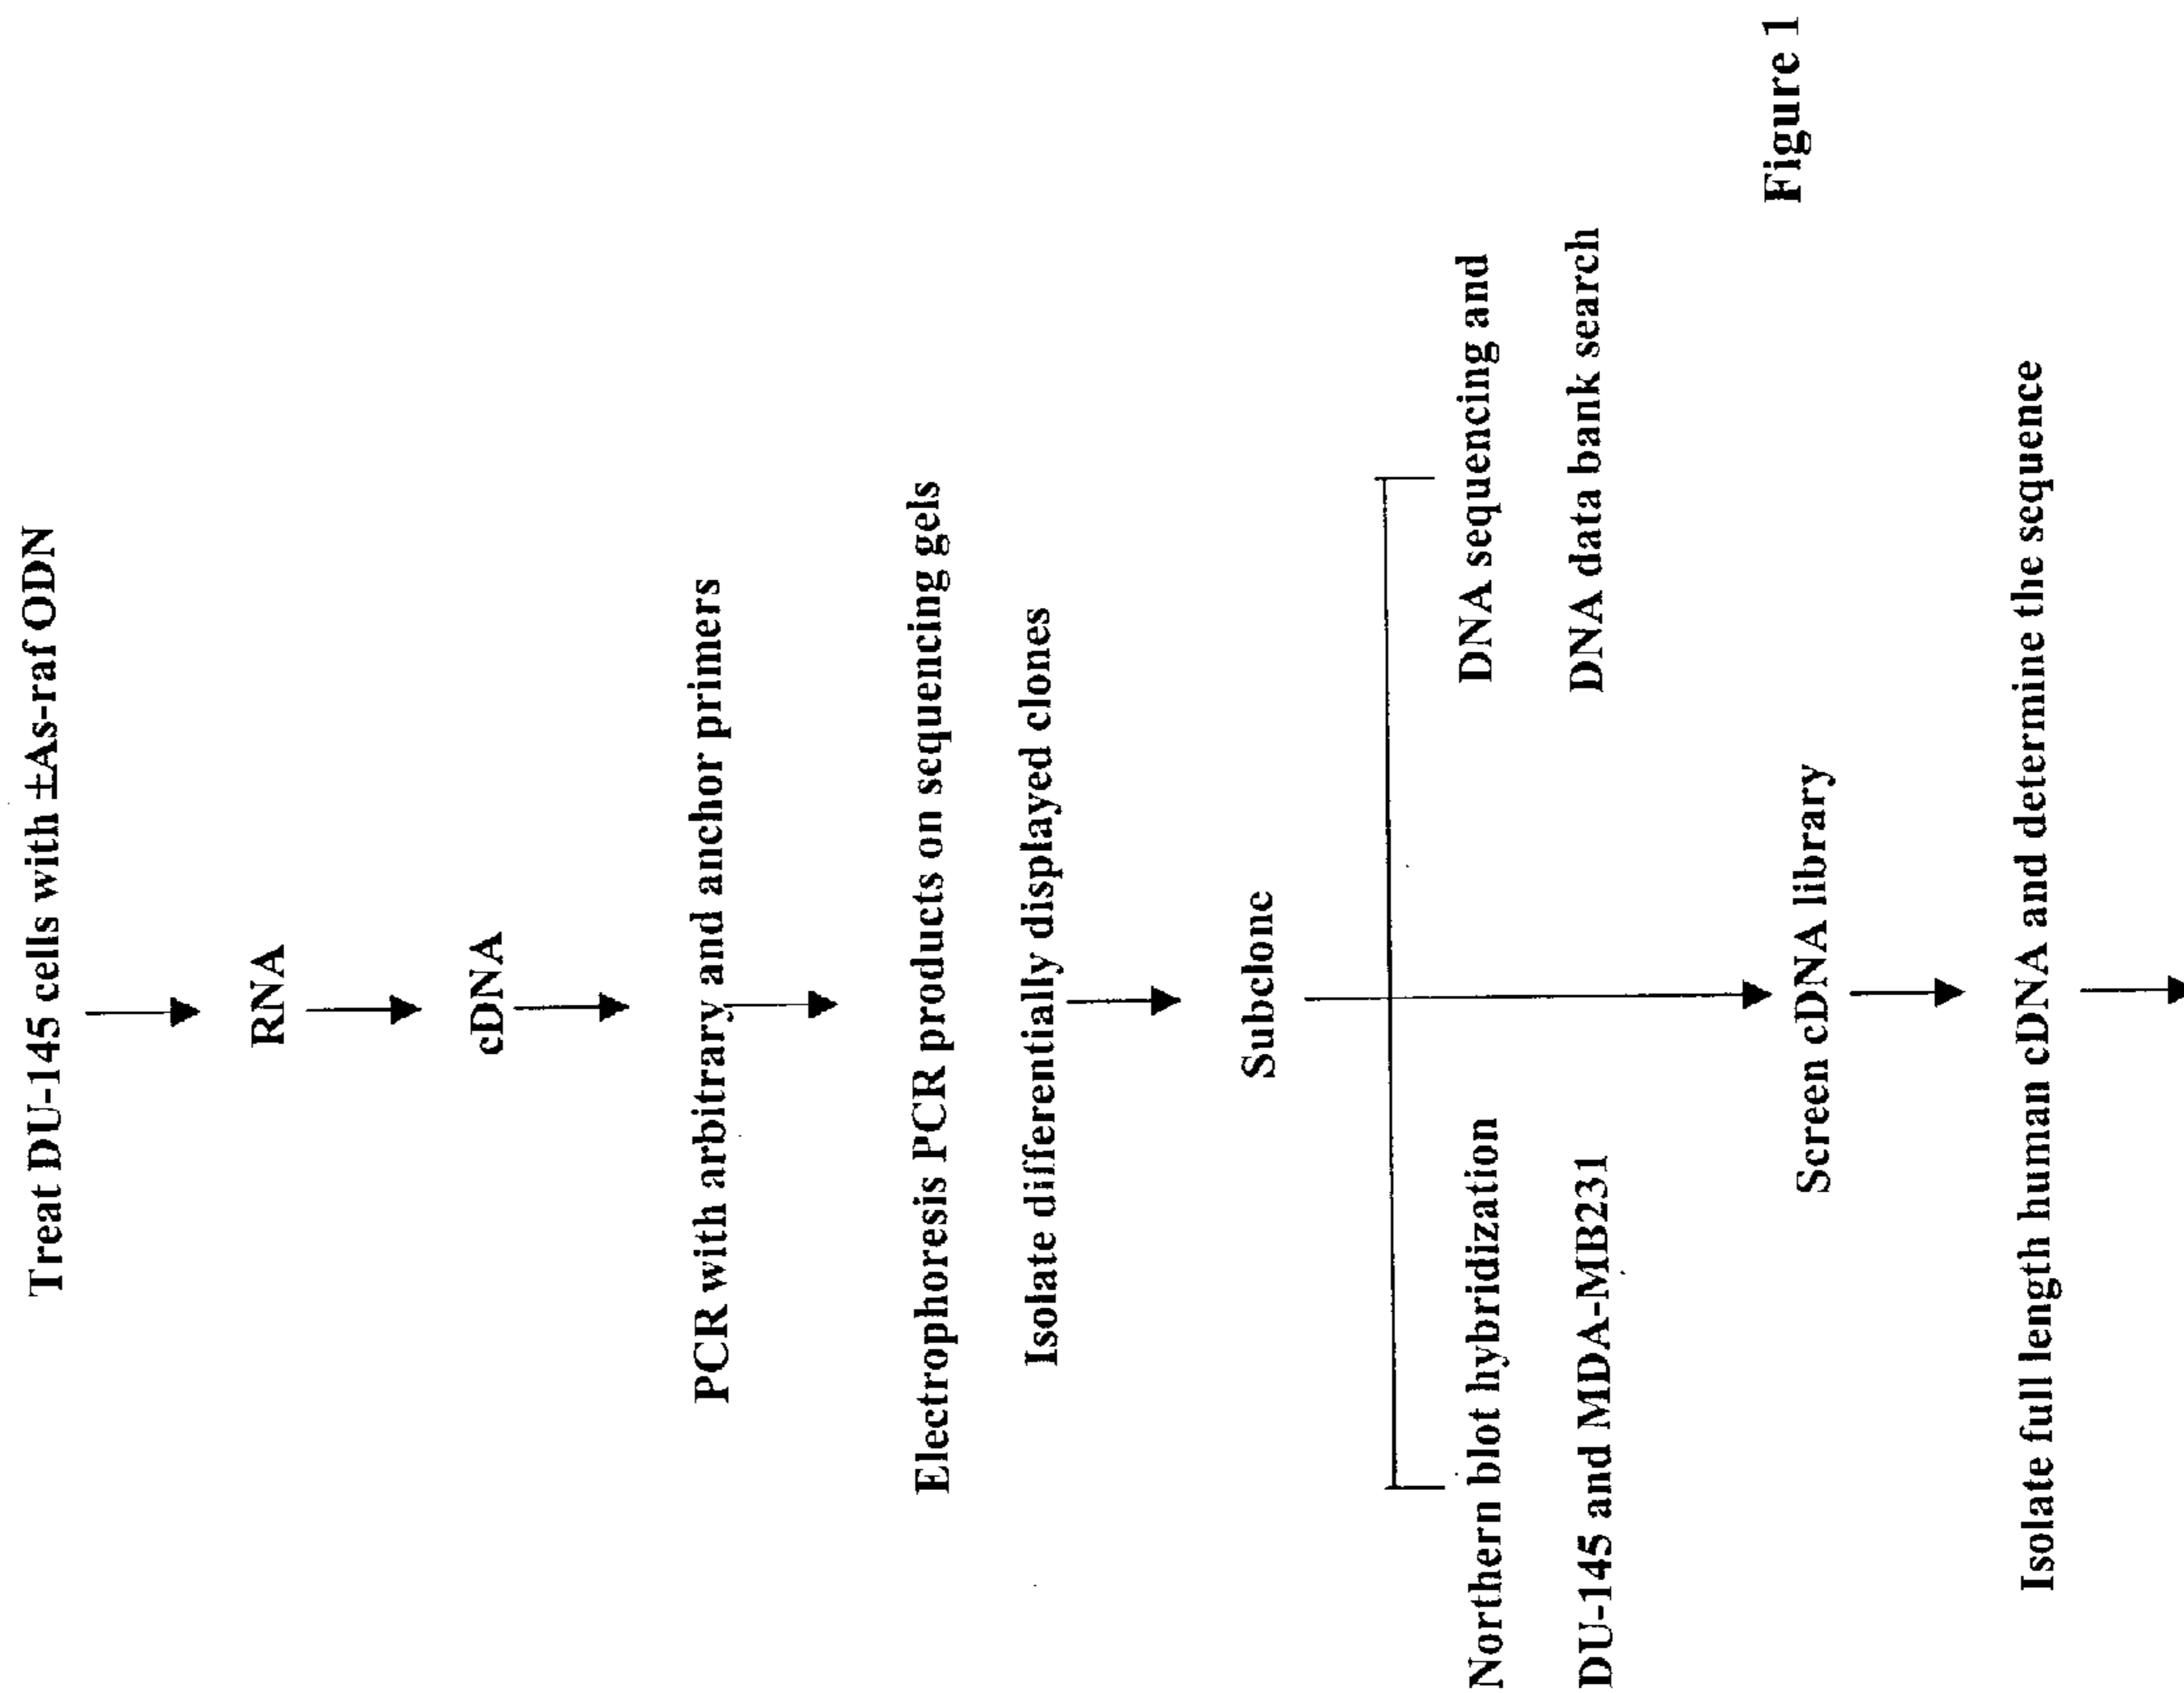 Treat DU-145 cells with ±As-raf ODN
RNA
cDNA
PCR with arbitrary and anchor primers
Electrophoresis PCR products on sequencing gels
Isolate differentially displayed clones
Subclone
Northern blot hybridization
DU-145 and MDA-MB231
DNA sequencing and
DNA data bank search
Screen cDNA library
Isolate full length human cDNA and determine the sequence
Figure 1